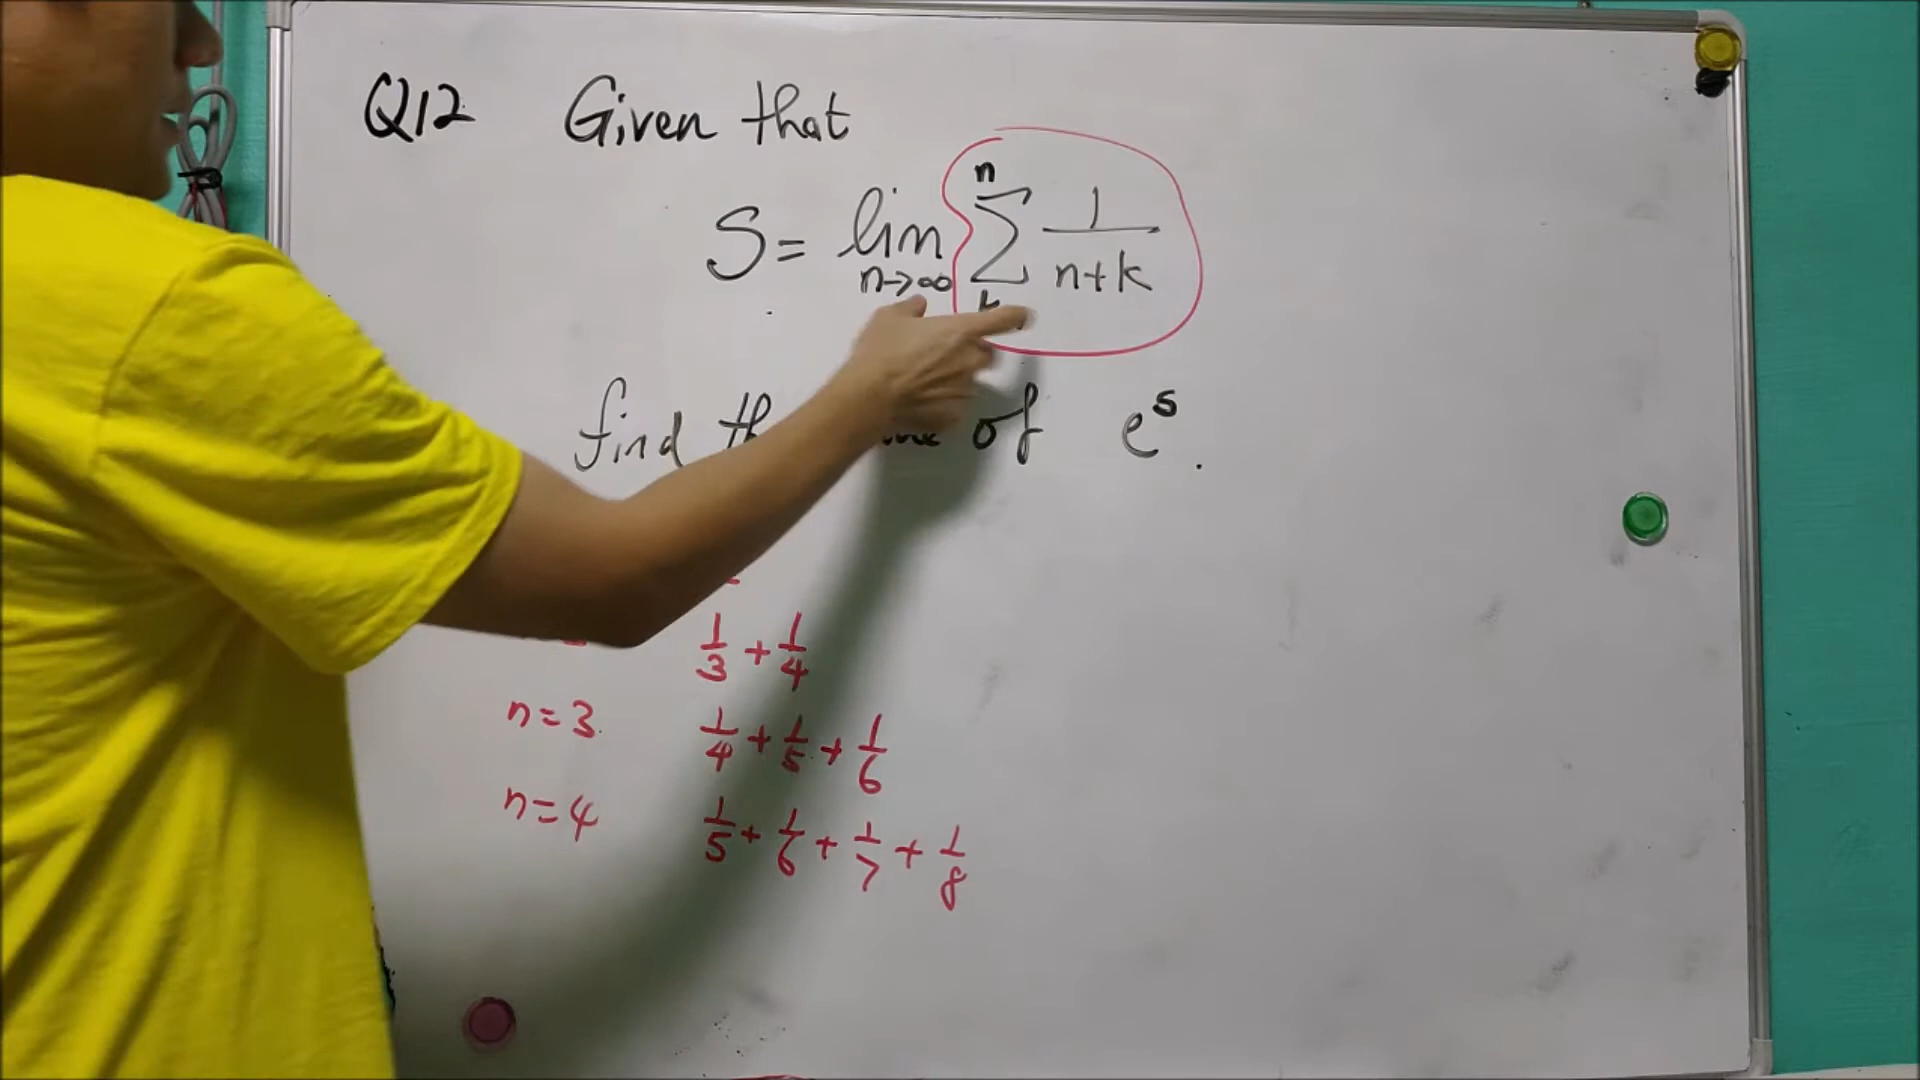 Q12 Given that
S = lim n→∞ n Σ 1/(n+k)
find of e^s.
1/3 + 1/4
n=3 1/4 + 1/5 + 1/6
n=4 1/5 + 1/6 + 1/7 + 1/8